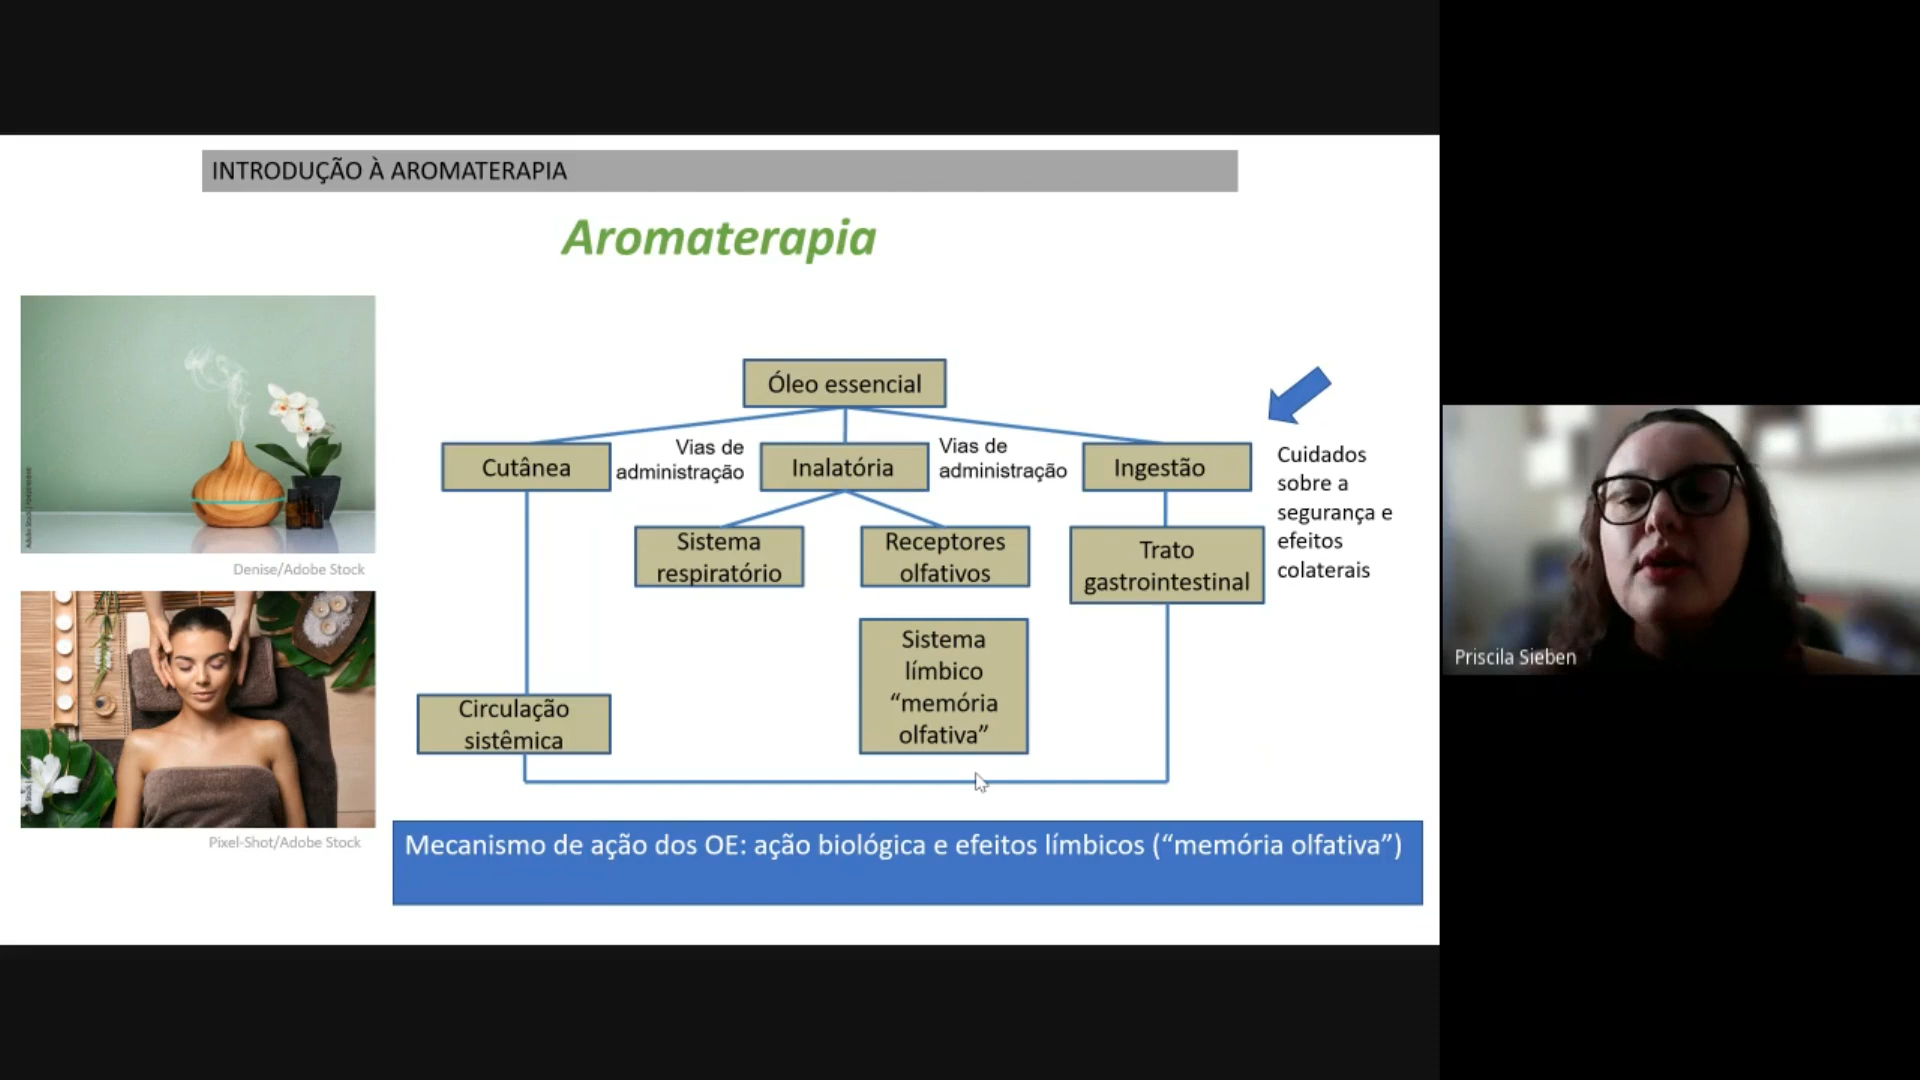 INTRODUÇÃO À AROMATERAPIA
Aromaterapia
Denise/Adobe Stock
Pixel-Shot/Adobe Stock
Óleo essencial
Cutânea
Vias de
administração
Inalatória
Vias de
administração
Ingestão
Cuidados
sobre a
segurança e
efeitos
colaterais
Sistema
respiratório
Receptores
olfativos
Trato
gastrointestinal
Sistema
límbico
“memória
olfativa”
Circulação
sistêmica
Mecanismo de ação dos OE: ação biológica e efeitos límbicos (“memória olfativa”)
Priscila Sieben